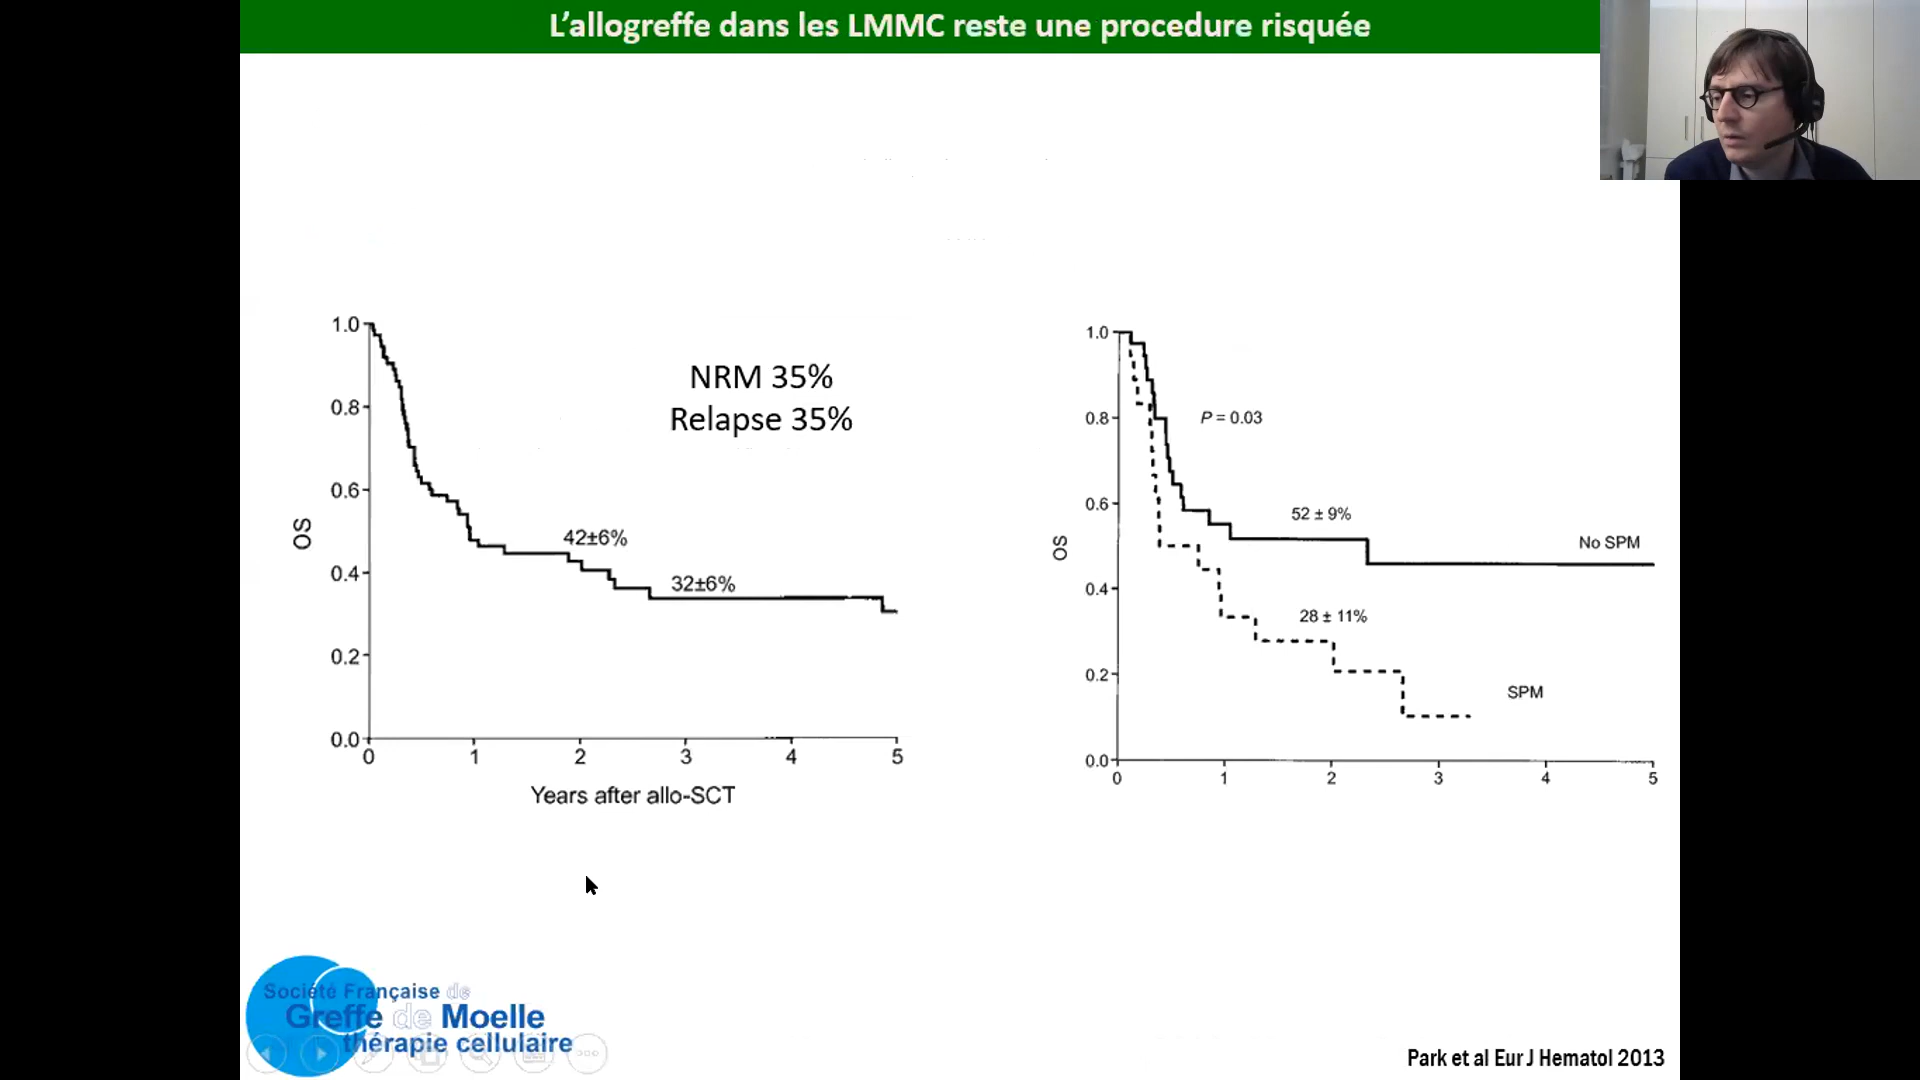 L’allogreffe dans les LMMC reste une procedure risquée
1.0
0.8
0.6
0.4
0.2
0.0
OS
NRM 35%
Relapse 35%
42±6%
32±6%
0 1 2 3 4 5
Years after allo-SCT
1.0
0.8
0.6
0.4
0.2
0.0
OS
P = 0.03
52 ± 9%
No SPM
28 ± 11%
SPM
0 1 2 3 4 5
Société Française de
Greffe de Moelle
thérapie cellulaire
Park et al Eur J Hematol 2013